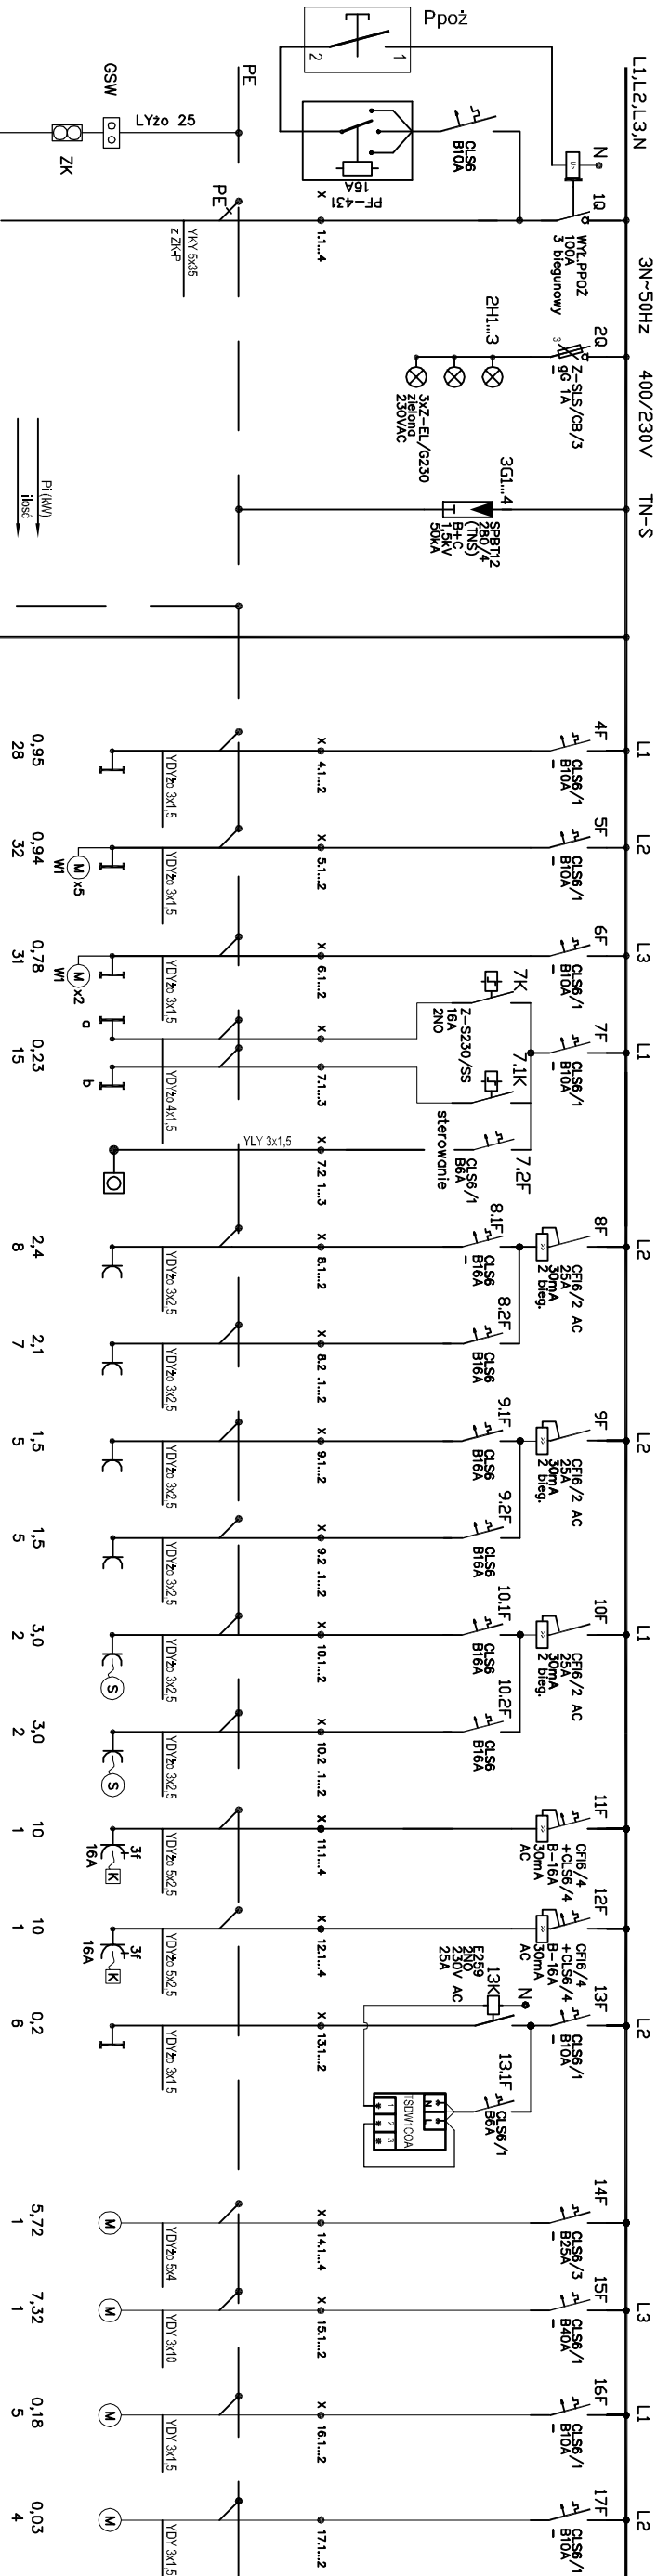 Ppoż
1
2
L1,L2,L3,N
3N~50Hz
400/230V
TN-S
PE
GSW
LYżo 25
ZK
CLS6
B10A
PF-431
16A
N
U<
1Q
WYŁ.PPOŻ
100A
3 biegunowy
X
1.1...4
PE
YKY 5x35
z ZK-P
2Q
3
Z-SLS/CB/3
gG 1A
2H1...3
3xZ-EL/G230
zielona
230VAC
3G1...4
SPBT12
280/4
(TNS)
B+C
1,5kV
50kA
Pi (kW)
ilość
L1
4F
CLS6/1
B10A
X
4.1...2
YDYżo 3x1,5
0,95
28
L2
5F
CLS6/1
B10A
X
5.1...2
YDYżo 3x1,5
M
x5
W1
0,94
32
L3
6F
CLS6/1
B10A
X
6.1...2
YDYżo 3x1,5
M
x2
W1
0,78
31
L1
7F
CLS6/1
B10A
7K
Z-S230/SS
16A
2NO
7.1K
X
7.1...3
a
b
YDYżo 4x1,5
0,23
15
7.2F
CLS6/1
B6A
sterowanie
X
7.2 1...3
YLY 3x1,5
L2
8F
CFI6/2 AC
25A
30mA
2 bieg.
8.1F
CLS6
B16A
X
8.1...2
YDYżo 3x2,5
2,4
8
8.2F
CLS6
B16A
X
8.2 .1...2
YDYżo 3x2,5
2,1
7
L2
9F
CFI6/2 AC
25A
30mA
2 bieg.
9.1F
CLS6
B16A
X
9.1...2
YDYżo 3x2,5
1,5
5
9.2F
CLS6
B16A
X
9.2 .1...2
YDYżo 3x2,5
1,5
5
L1
10F
CFI6/2 AC
25A
30mA
2 bieg.
10.1F
CLS6
B16A
X
10.1...2
YDYżo 3x2,5
S
3,0
2
10.2F
CLS6
B16A
X
10.2 .1...2
YDYżo 3x2,5
S
3,0
2
11F
CFI6/4
+CLS6/4
B-16A
30mA
AC
X
11.1...4
YDYżo 5x2,5
3f
K
16A
10
1
12F
CFI6/4
+CLS6/4
B-16A
30mA
AC
X
12.1...4
YDYżo 5x2,5
3f
K
16A
10
1
L2
13F
CLS6/1
B10A
N
13K
E259
2NO
230V AC
25A
X
13.1...2
YDYżo 3x1,5
0,2
6
13.1F
CLS6/1
B6A
N L
TSDW1COA
1 2 3
14F
CLS6/3
B25A
X
14.1...4
YDYżo 5x4
M
5,72
1
L3
15F
CLS6/1
B40A
X
15.1...2
YDY 3x10
M
7,32
1
L1
16F
CLS6/1
B10A
X
16.1...2
YDY 3x1,5
M
0,18
5
L2
17F
CLS6/1
B10A
17.1...2
YDY 3x1,5
M
0,03
4